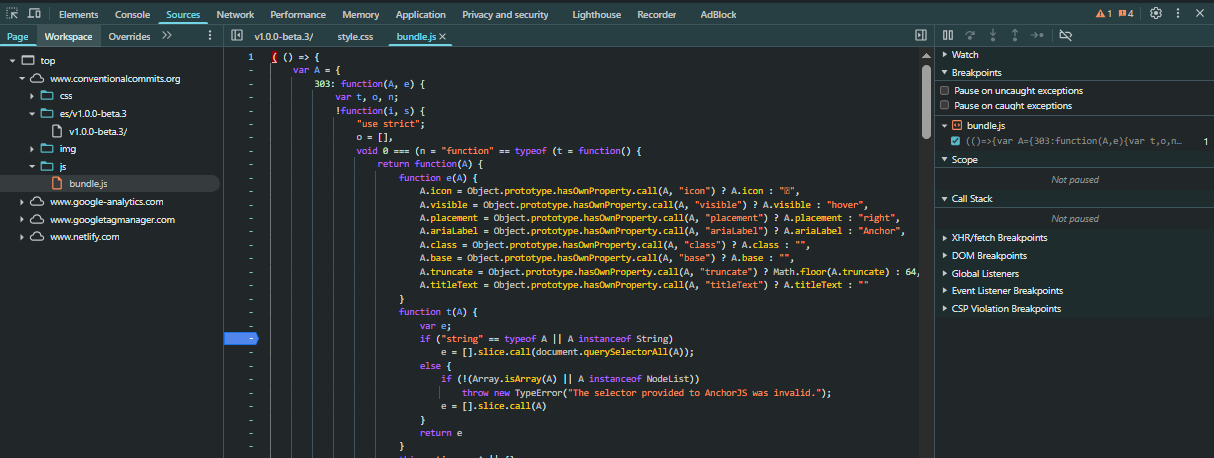 Elements Console Sources Network Performance Memory Application Privacy and security Lighthouse Recorder AdBlock 1 4
Page Workspace Overrides
v1.0.0-beta.3/ style.css bundle.js
top
www.conventionalcommits.org
css
es/v1.0.0-beta.3
v1.0.0-beta.3/
img
js
bundle.js
www.google-analytics.com
www.googletagmanager.com
www.netlify.com
1 ( () => {
- var A = {
- 303: function(A, e) {
- var t, o, n;
- !function(i, s) {
- "use strict";
- o = [],
- void 0 === (n = "function" == typeof (t = function() {
- return function(A) {
- function e(A) {
- A.icon = Object.prototype.hasOwnProperty.call(A, "icon") ? A.icon : "",
- A.visible = Object.prototype.hasOwnProperty.call(A, "visible") ? A.visible : "hover",
- A.placement = Object.prototype.hasOwnProperty.call(A, "placement") ? A.placement : "right",
- A.ariaLabel = Object.prototype.hasOwnProperty.call(A, "ariaLabel") ? A.ariaLabel : "Anchor",
- A.class = Object.prototype.hasOwnProperty.call(A, "class") ? A.class : "",
- A.base = Object.prototype.hasOwnProperty.call(A, "base") ? A.base : "",
- A.truncate = Object.prototype.hasOwnProperty.call(A, "truncate") ? Math.floor(A.truncate) : 64,
- A.titleText = Object.prototype.hasOwnProperty.call(A, "titleText") ? A.titleText : ""
- }
- function t(A) {
- var e;
- if ("string" == typeof A || A instanceof String)
- e = [].slice.call(document.querySelectorAll(A));
- else {
- if (!(Array.isArray(A) || A instanceof NodeList))
- throw new TypeError("The selector provided to AnchorJS was invalid.");
- e = [].slice.call(A)
- }
- return e
- }
Watch
Breakpoints
Pause on uncaught exceptions
Pause on caught exceptions
bundle.js
(()=>{var A={303:function(A,e){var t,o,n… 1
Scope
Not paused
Call Stack
Not paused
XHR/fetch Breakpoints
DOM Breakpoints
Global Listeners
Event Listener Breakpoints
CSP Violation Breakpoints